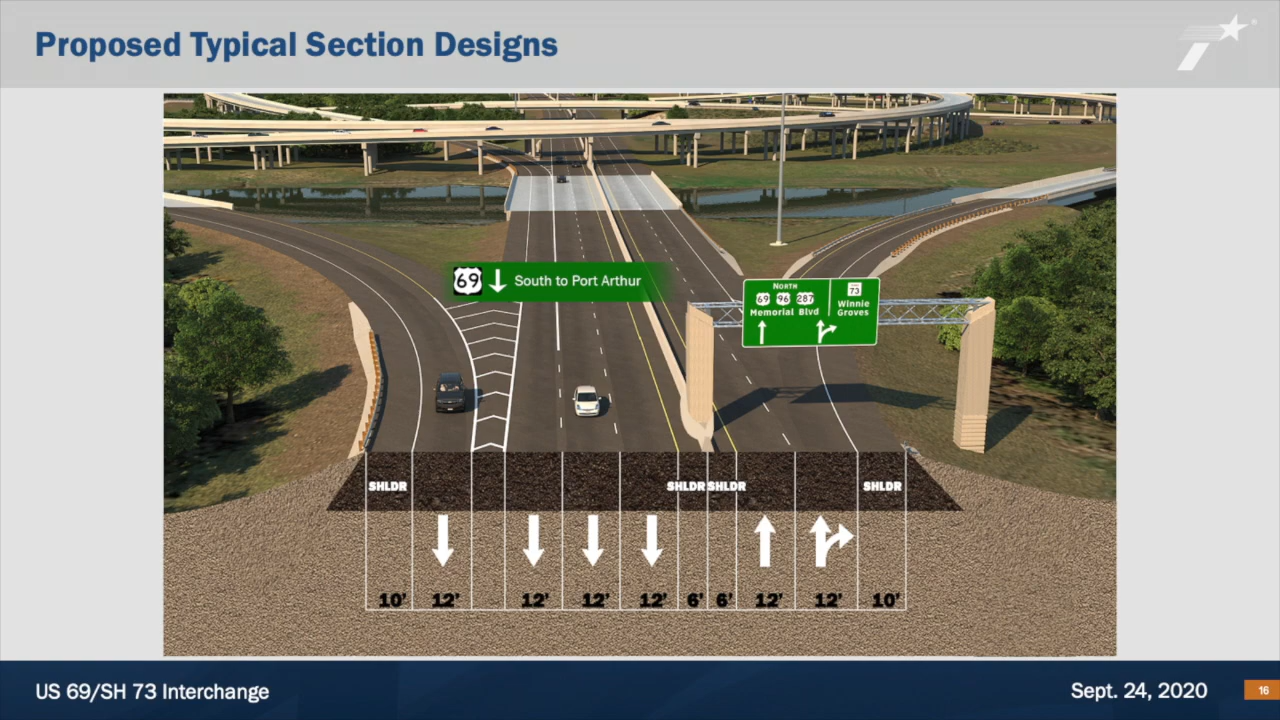 Proposed Typical Section Designs
69 South to Port Arthur
NORTH
69 96 287
Memorial Blvd
73
Winnie
Groves
SHLDR SHLDR SHLDR SHLDR
10' 12' 12' 12' 12' 6' 6' 12' 12' 10'
US 69/SH 73 Interchange
Sept. 24, 2020
16